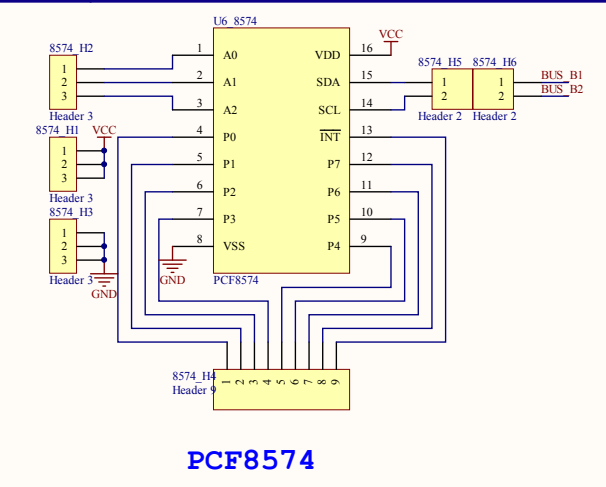 U6_8574
8574_H2
1
2
3
Header 3
8574_H1
VCC
1
2
3
Header 3
8574_H3
1
2
3
Header 3
GND
1 A0
2 A1
3 A2
4 P0
5 P1
6 P2
7 P3
8 VSS
GND
PCF8574
VCC
VDD 16
SDA 15
SCL 14
INT 13
P7 12
P6 11
P5 10
P4 9
8574_H5 8574_H6
1 1
2 2
Header 2 Header 2
BUS_B1
BUS_B2
8574_H4
Header 9
1 2 3 4 5 6 7 8 9
PCF8574